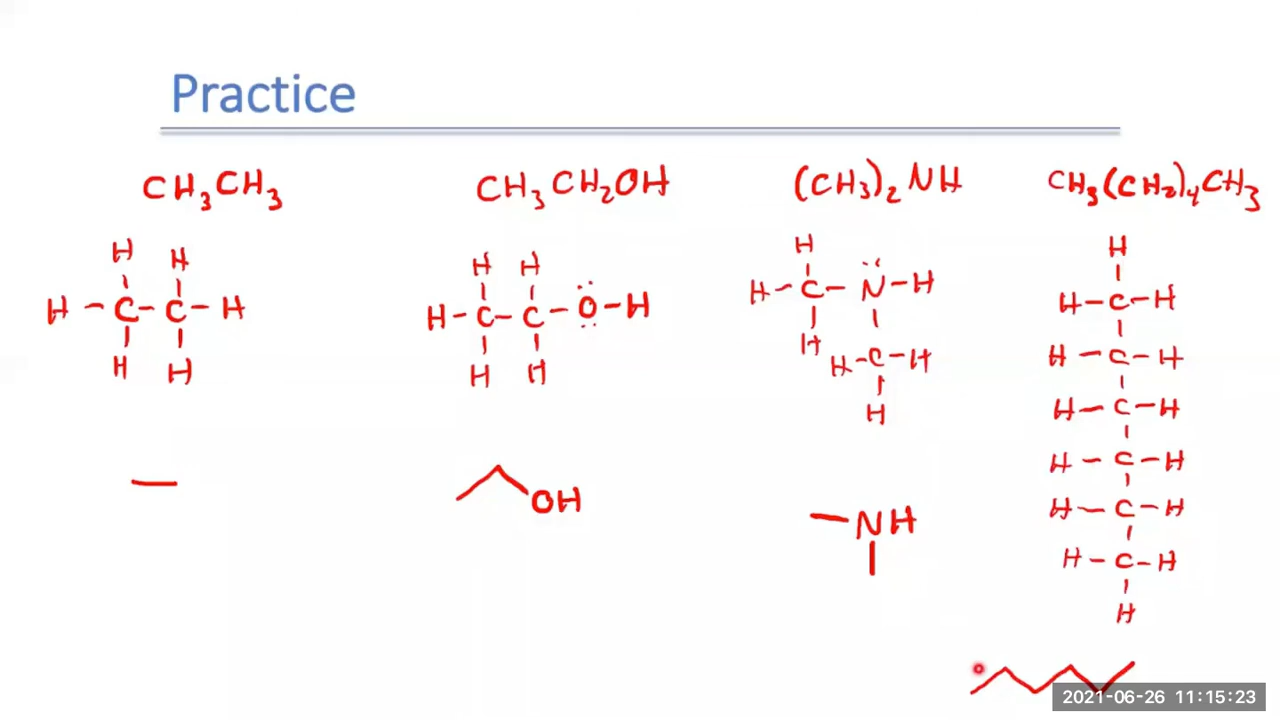 Practice
CH₃CH₃ CH₃CH₂OH (CH₃)₂NH CH₃(CH₂)₄CH₃
H H H H H H
H-C-C-H H-C-C-Ö-H H-C-N̈-H H-C-H
H H H H H H-C-H H-C-H
H H-C-H
H-C-H
H-C-H
OH NH H-C-H
H
2021-06-26 11:15:23